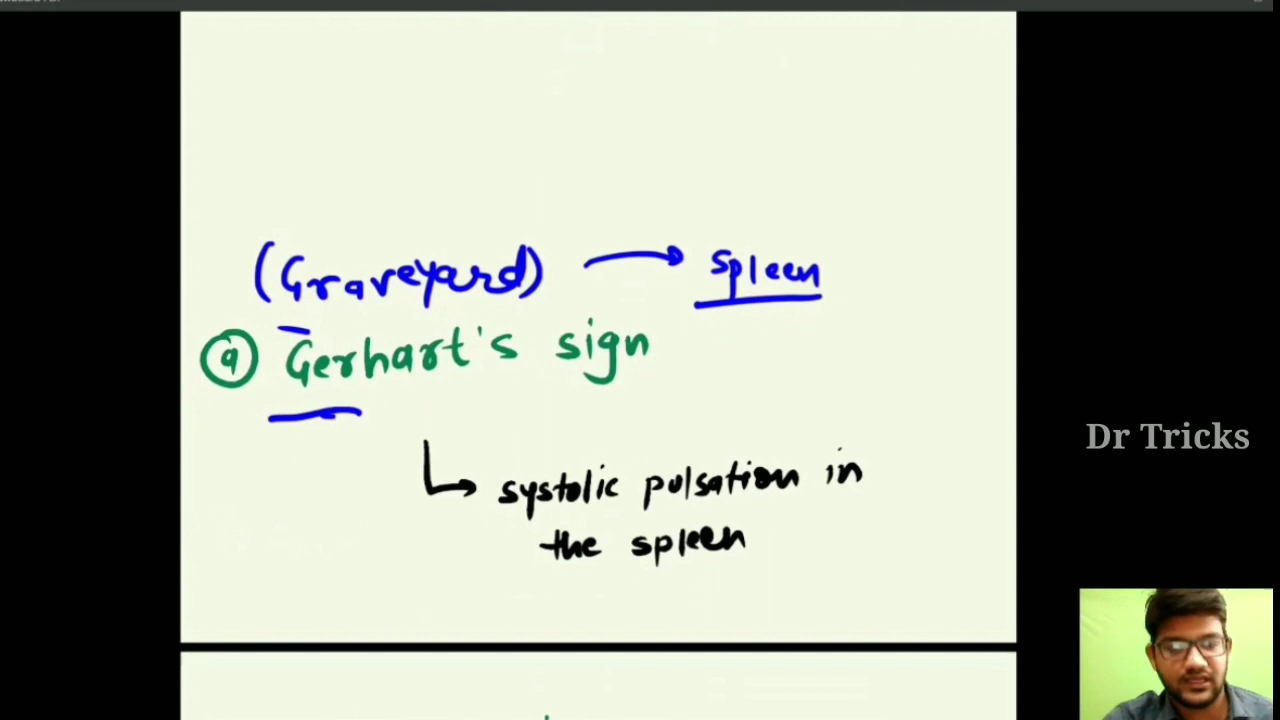 (Graveyard) → spleen
9 Gerhart's sign
↳ systolic pulsation in
the spleen
Dr Tricks